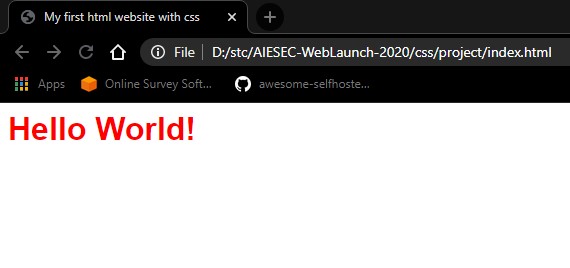 My first html website with css
File D:/stc/AIESEC-WebLaunch-2020/css/project/index.html
Apps Online Survey Soft... awesome-selfhoste...
Hello World!